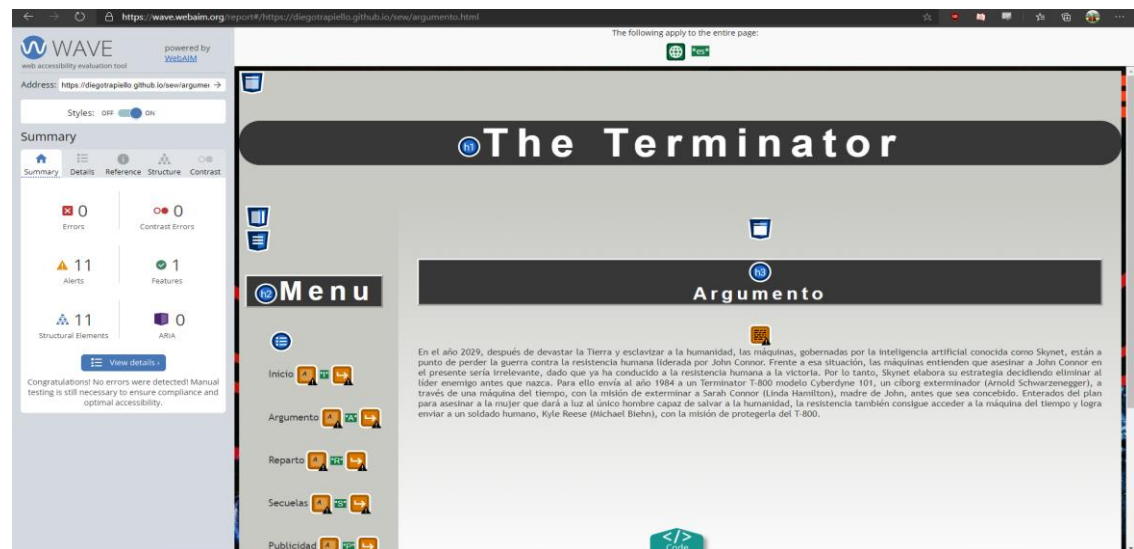 https://wave.webaim.org/report#/https://diegotrapiello.github.io/sew/argumento.html
WAVE
web accessibility evaluation tool
powered by
WebAIM
Address: https://diegotrapiello.github.io/sew/argumer
Styles: OFF ON
Summary
Summary Details Reference Structure Contrast
0
Errors
0
Contrast Errors
11
Alerts
1
Features
11
Structural Elements
0
ARIA
View details ›
Congratulations! No errors were detected! Manual
testing is still necessary to ensure compliance and
optimal accessibility.
The following apply to the entire page:
"es"
h1 The Terminator
h2 Menu
Inicio
Argumento "A"
Reparto "R"
Secuelas "S"
Publicidad "P"
h3
Argumento
En el año 2029, después de devastar la Tierra y esclavizar a la humanidad, las máquinas, gobernadas por la inteligencia artificial conocida como Skynet, están a
punto de perder la guerra contra la resistencia humana liderada por John Connor. Frente a esa situación, las máquinas entienden que asesinar a John Connor en
el presente sería irrelevante, dado que ya ha conducido a la resistencia humana a la victoria. Por lo tanto, Skynet elabora su estrategia decidiendo eliminar al
líder enemigo antes que nazca. Para ello envía al año 1984 a un Terminator T-800 modelo Cyberdyne 101, un cíborg exterminador (Arnold Schwarzenegger), a
través de una máquina del tiempo, con la misión de exterminar a Sarah Connor (Linda Hamilton), madre de John, antes que sea concebido. Enterados del plan
para asesinar a la mujer que dará a luz al único hombre capaz de salvar a la humanidad, la resistencia también consigue acceder a la máquina del tiempo y logra
enviar a un soldado humano, Kyle Reese (Michael Biehn), con la misión de protegerla del T-800.
</> Code